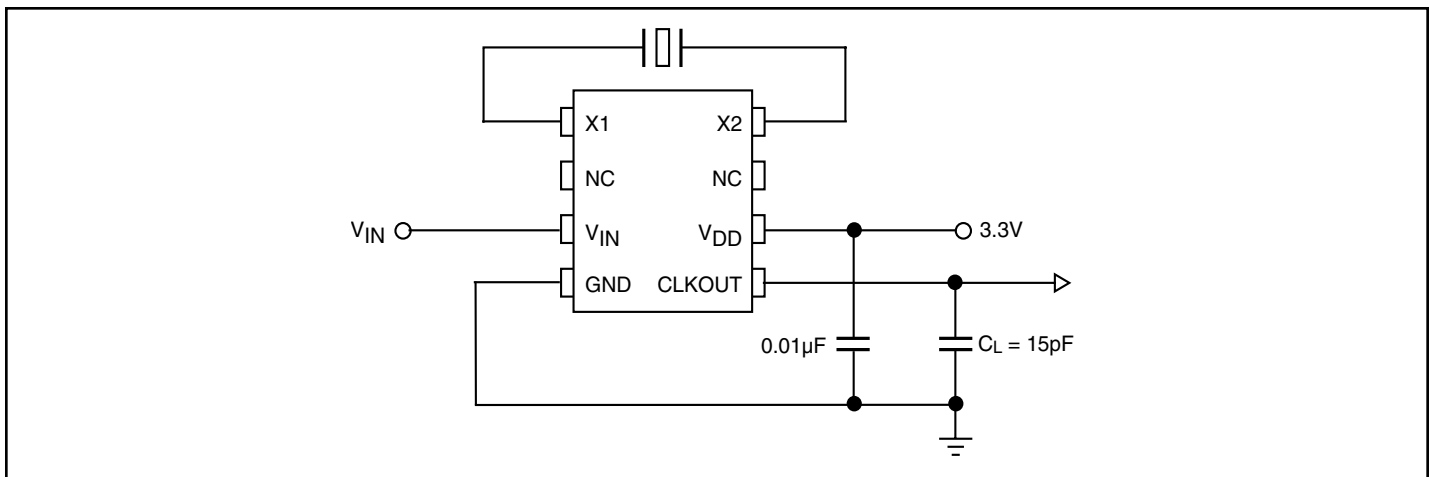 X1 X2
NC NC
VIN VIN VDD 3.3V
GND CLKOUT
0.01µF CL = 15pF